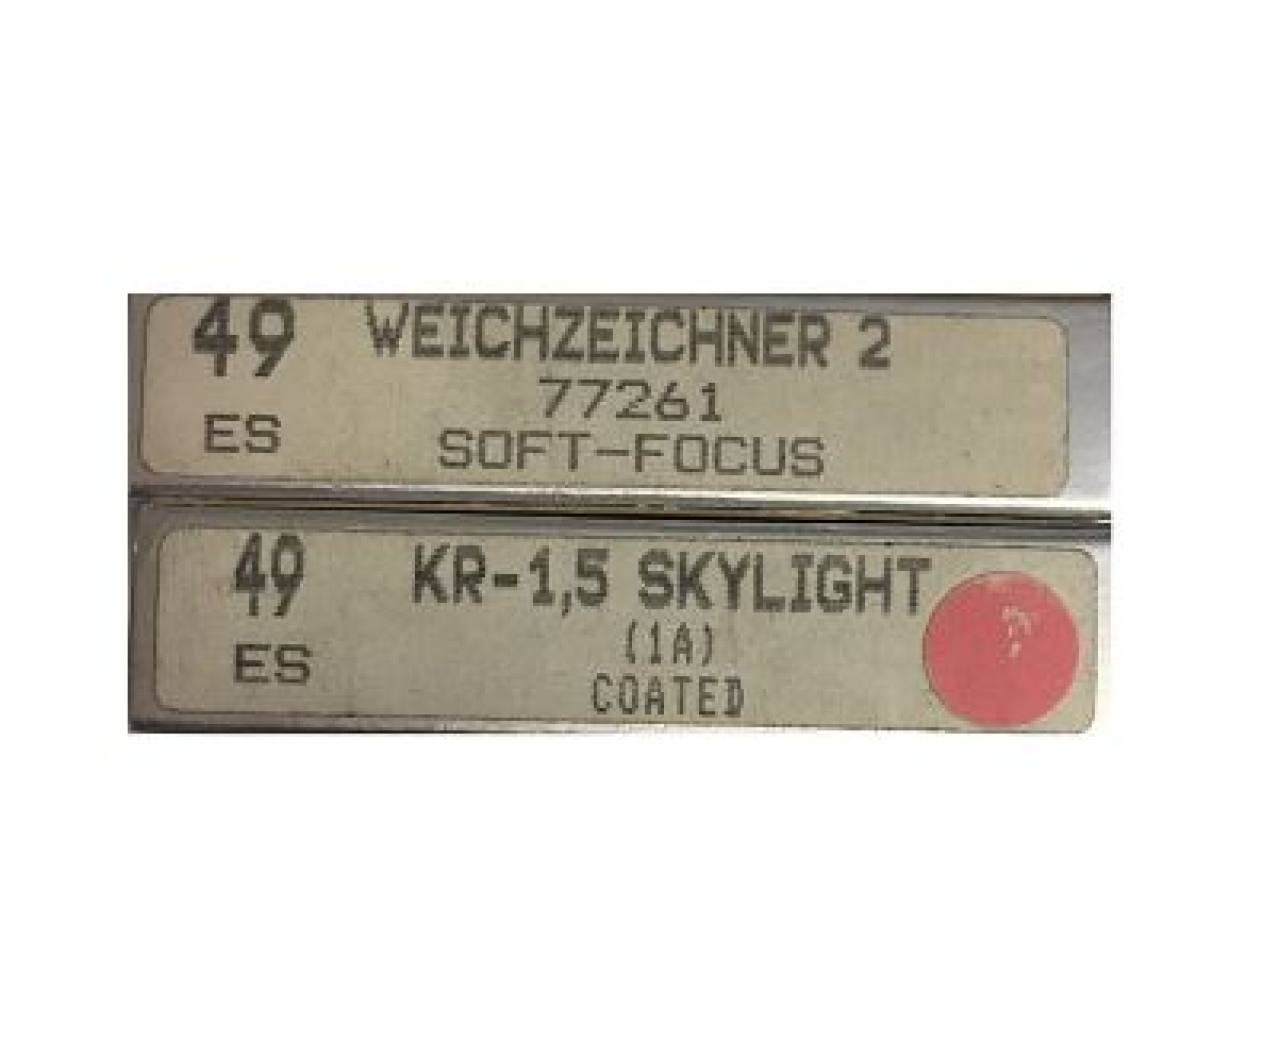 49 WEICHZEICHNER 2
77261
ES SOFT-FOCUS
49 KR-1,5 SKYLIGHT
(1A)
ES
COATED